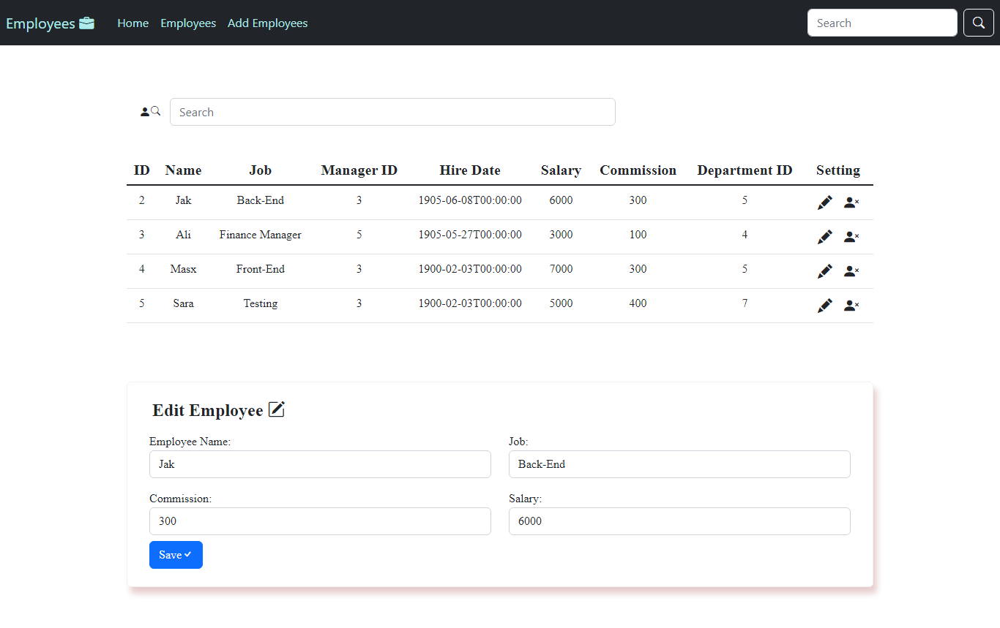 Employees Home Employees Add Employees Search
Search
ID Name Job Manager ID Hire Date Salary Commission Department ID Setting
2 Jak Back-End 3 1905-06-08T00:00:00 6000 300 5
3 Ali Finance Manager 5 1905-05-27T00:00:00 3000 100 4
4 Masx Front-End 3 1900-02-03T00:00:00 7000 300 5
5 Sara Testing 3 1900-02-03T00:00:00 5000 400 7
Edit Employee
Employee Name: Job:
Jak Back-End
Commission: Salary:
300 6000
Save